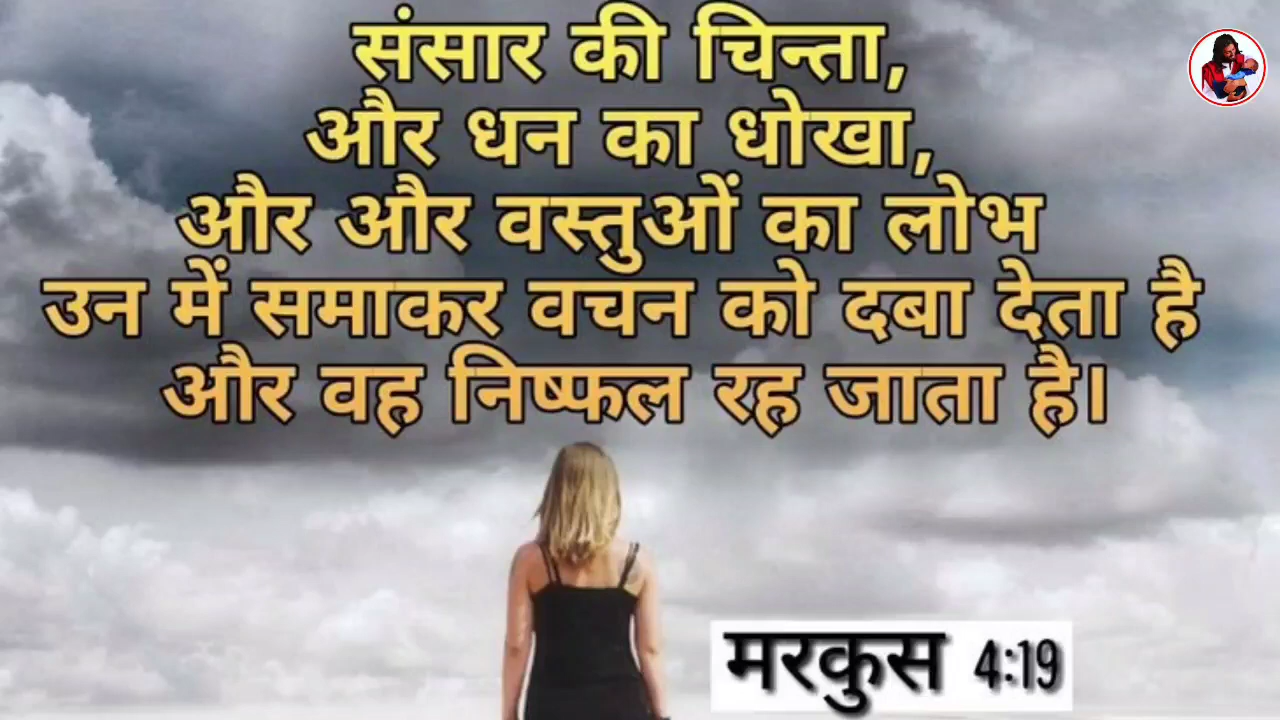 संसार की चिन्ता,
और धन का धोखा,
और और वस्तुओं का लोभ
उन में समाकर वचन को दबा देता है
और वह निष्फल रह जाता है।
मरकुस 4:19